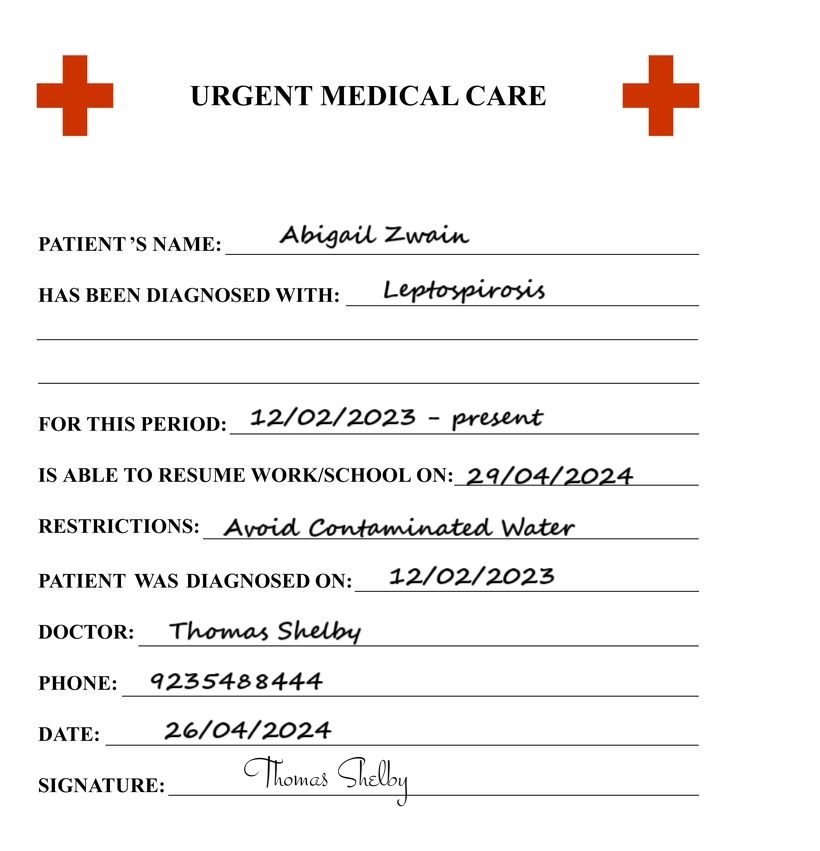 URGENT MEDICAL CARE
PATIENT'S NAME: Abigail Zwain
HAS BEEN DIAGNOSED WITH: Leptospirosis
FOR THIS PERIOD: 12/02/2023 - present
IS ABLE TO RESUME WORK/SCHOOL ON: 29/04/2024
RESTRICTIONS: Avoid Contaminated Water
PATIENT WAS DIAGNOSED ON: 12/02/2023
DOCTOR: Thomas Shelby
PHONE: 9235488444
DATE: 26/04/2024
SIGNATURE: Thomas Shelby